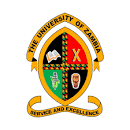 THE UNIVERSITY OF ZAMBIA
SERVICE AND EXCELLENCE